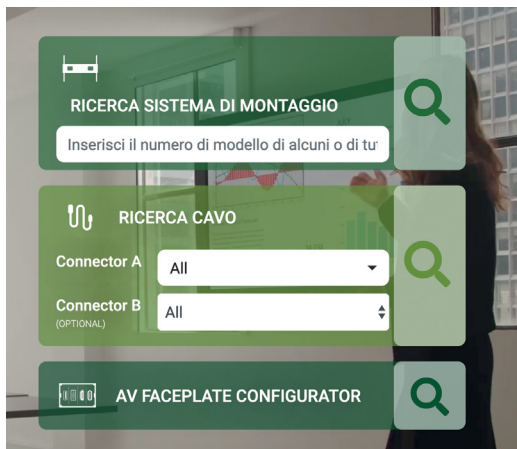 RICERCA SISTEMA DI MONTAGGIO
Inserisci il numero di modello di alcuni o di tut
RICERCA CAVO
Connector A
All
Connector B
All
(OPTIONAL)
AV FACEPLATE CONFIGURATOR